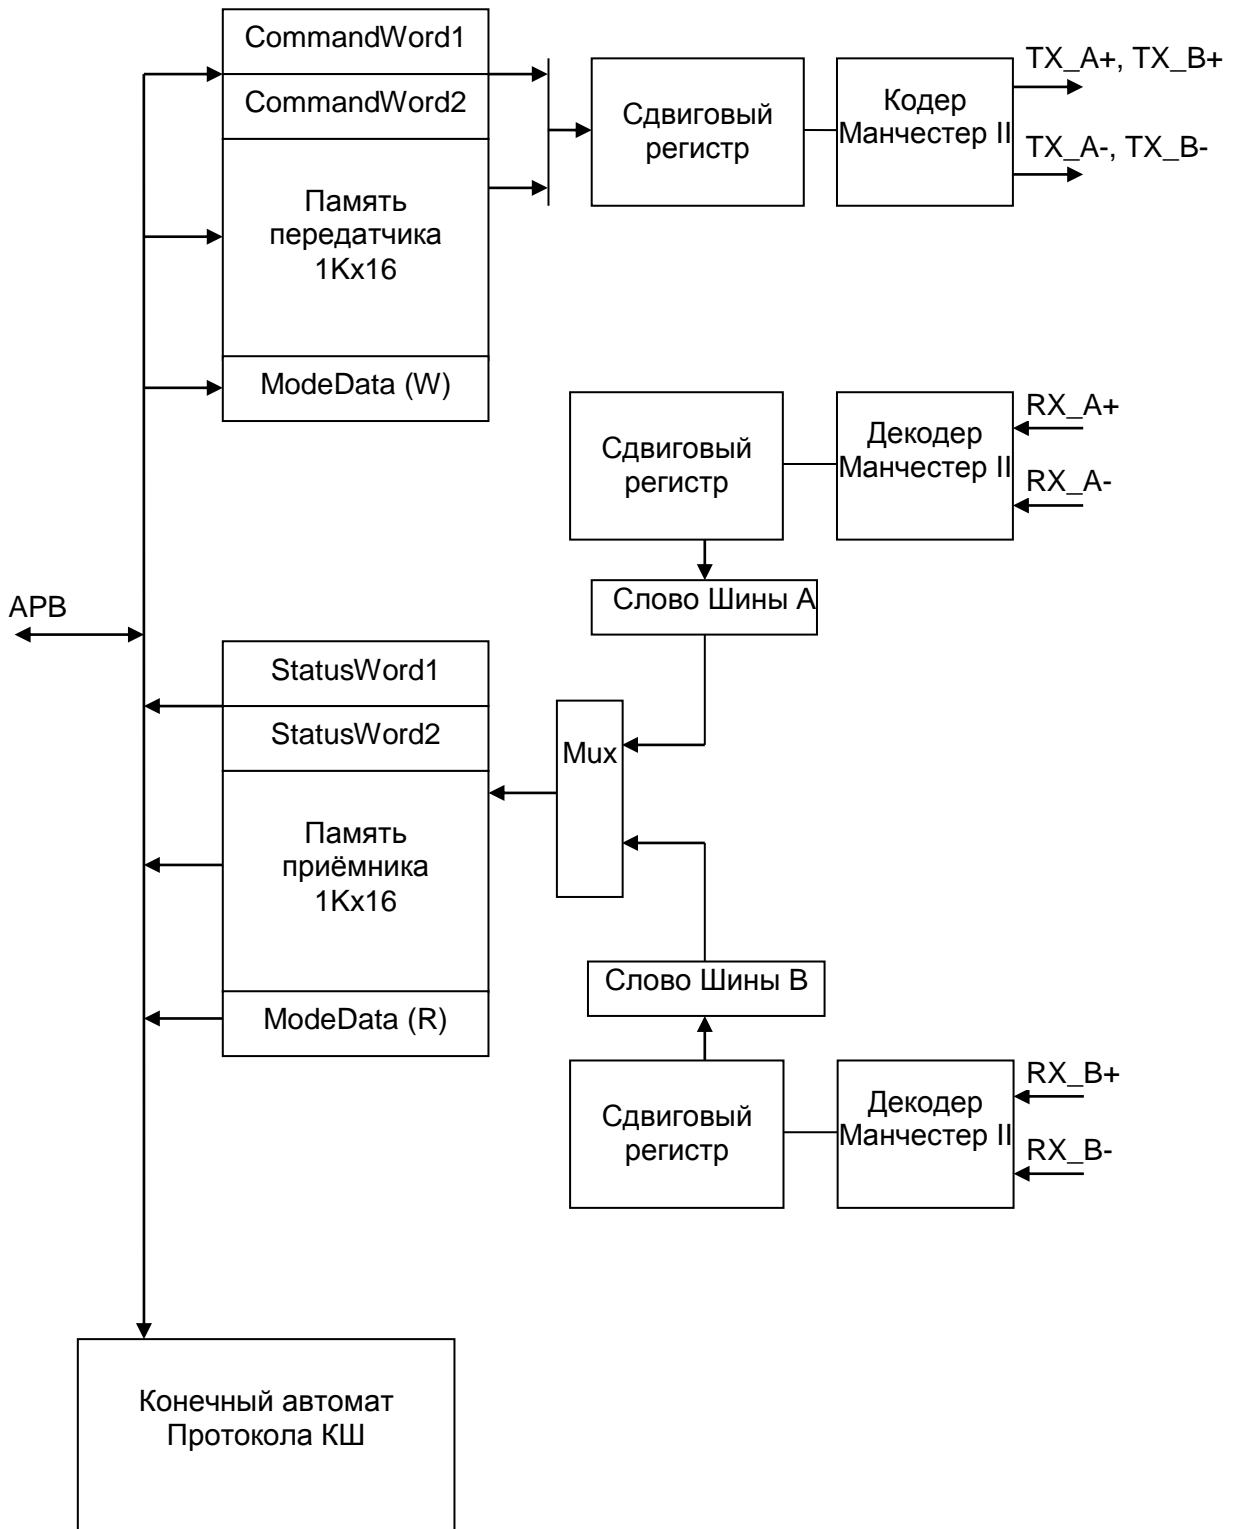 CommandWord1
CommandWord2
Память
передатчика
1Kx16
ModeData (W)
Сдвиговый
регистр
Кодер
Манчестер II
TX_A+, TX_B+
TX_A-, TX_B-
Сдвиговый
регистр
Декодер
Манчестер II
RX_A+
RX_A-
Слово Шины А
APB
StatusWord1
StatusWord2
Память
приёмника
1Kx16
ModeData (R)
Mux
Слово Шины В
Сдвиговый
регистр
Декодер
Манчестер II
RX_B+
RX_B-
Конечный автомат
Протокола КШ